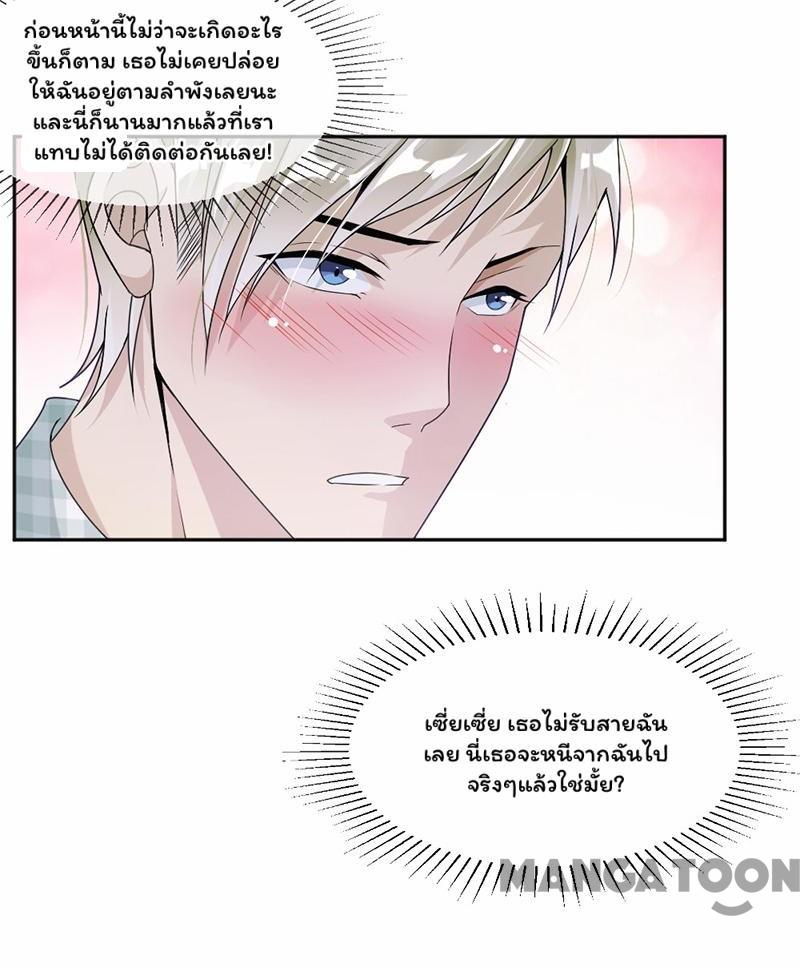 ก่อนหน้านี้ไม่ว่าจะเกิดอะไร
ขึ้นก็ตาม เธอไม่เคยปล่อย
ให้ฉันอยู่ตามลำพังเลยนะ
และนี่ก็นานมากแล้วที่เรา
แทบไม่ได้ติดต่อกันเลย!
เซี่ยเซี่ย เธอไม่รับสายฉัน
เลย นี่เธอจะหนีจากฉันไป
จริงๆแล้วใช่มั้ย?
MANGATOON